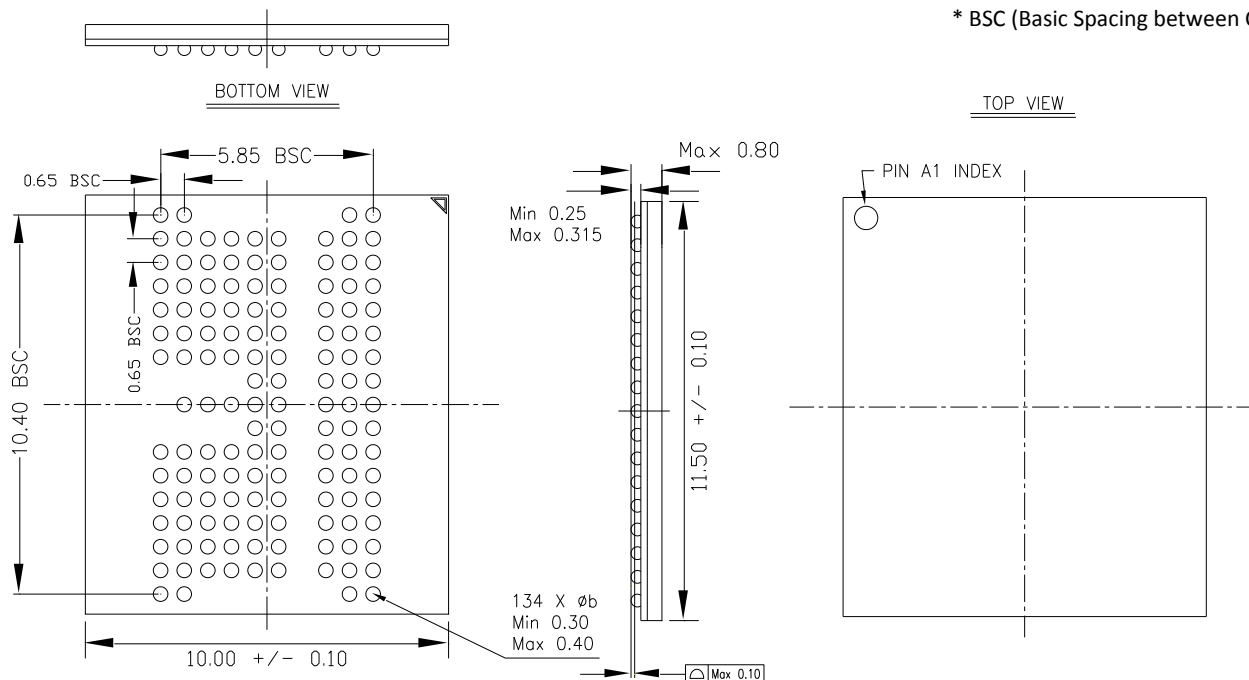 * BSC (Basic Spacing between
BOTTOM VIEW
TOP VIEW
5.85 BSC
0.65 BSC
Max 0.80
PIN A1 INDEX
Min 0.25
Max 0.315
0.65 BSC
10.40 BSC
11.50 +/- 0.10
134 X øb
Min 0.30
Max 0.40
10.00 +/- 0.10
Max 0.10